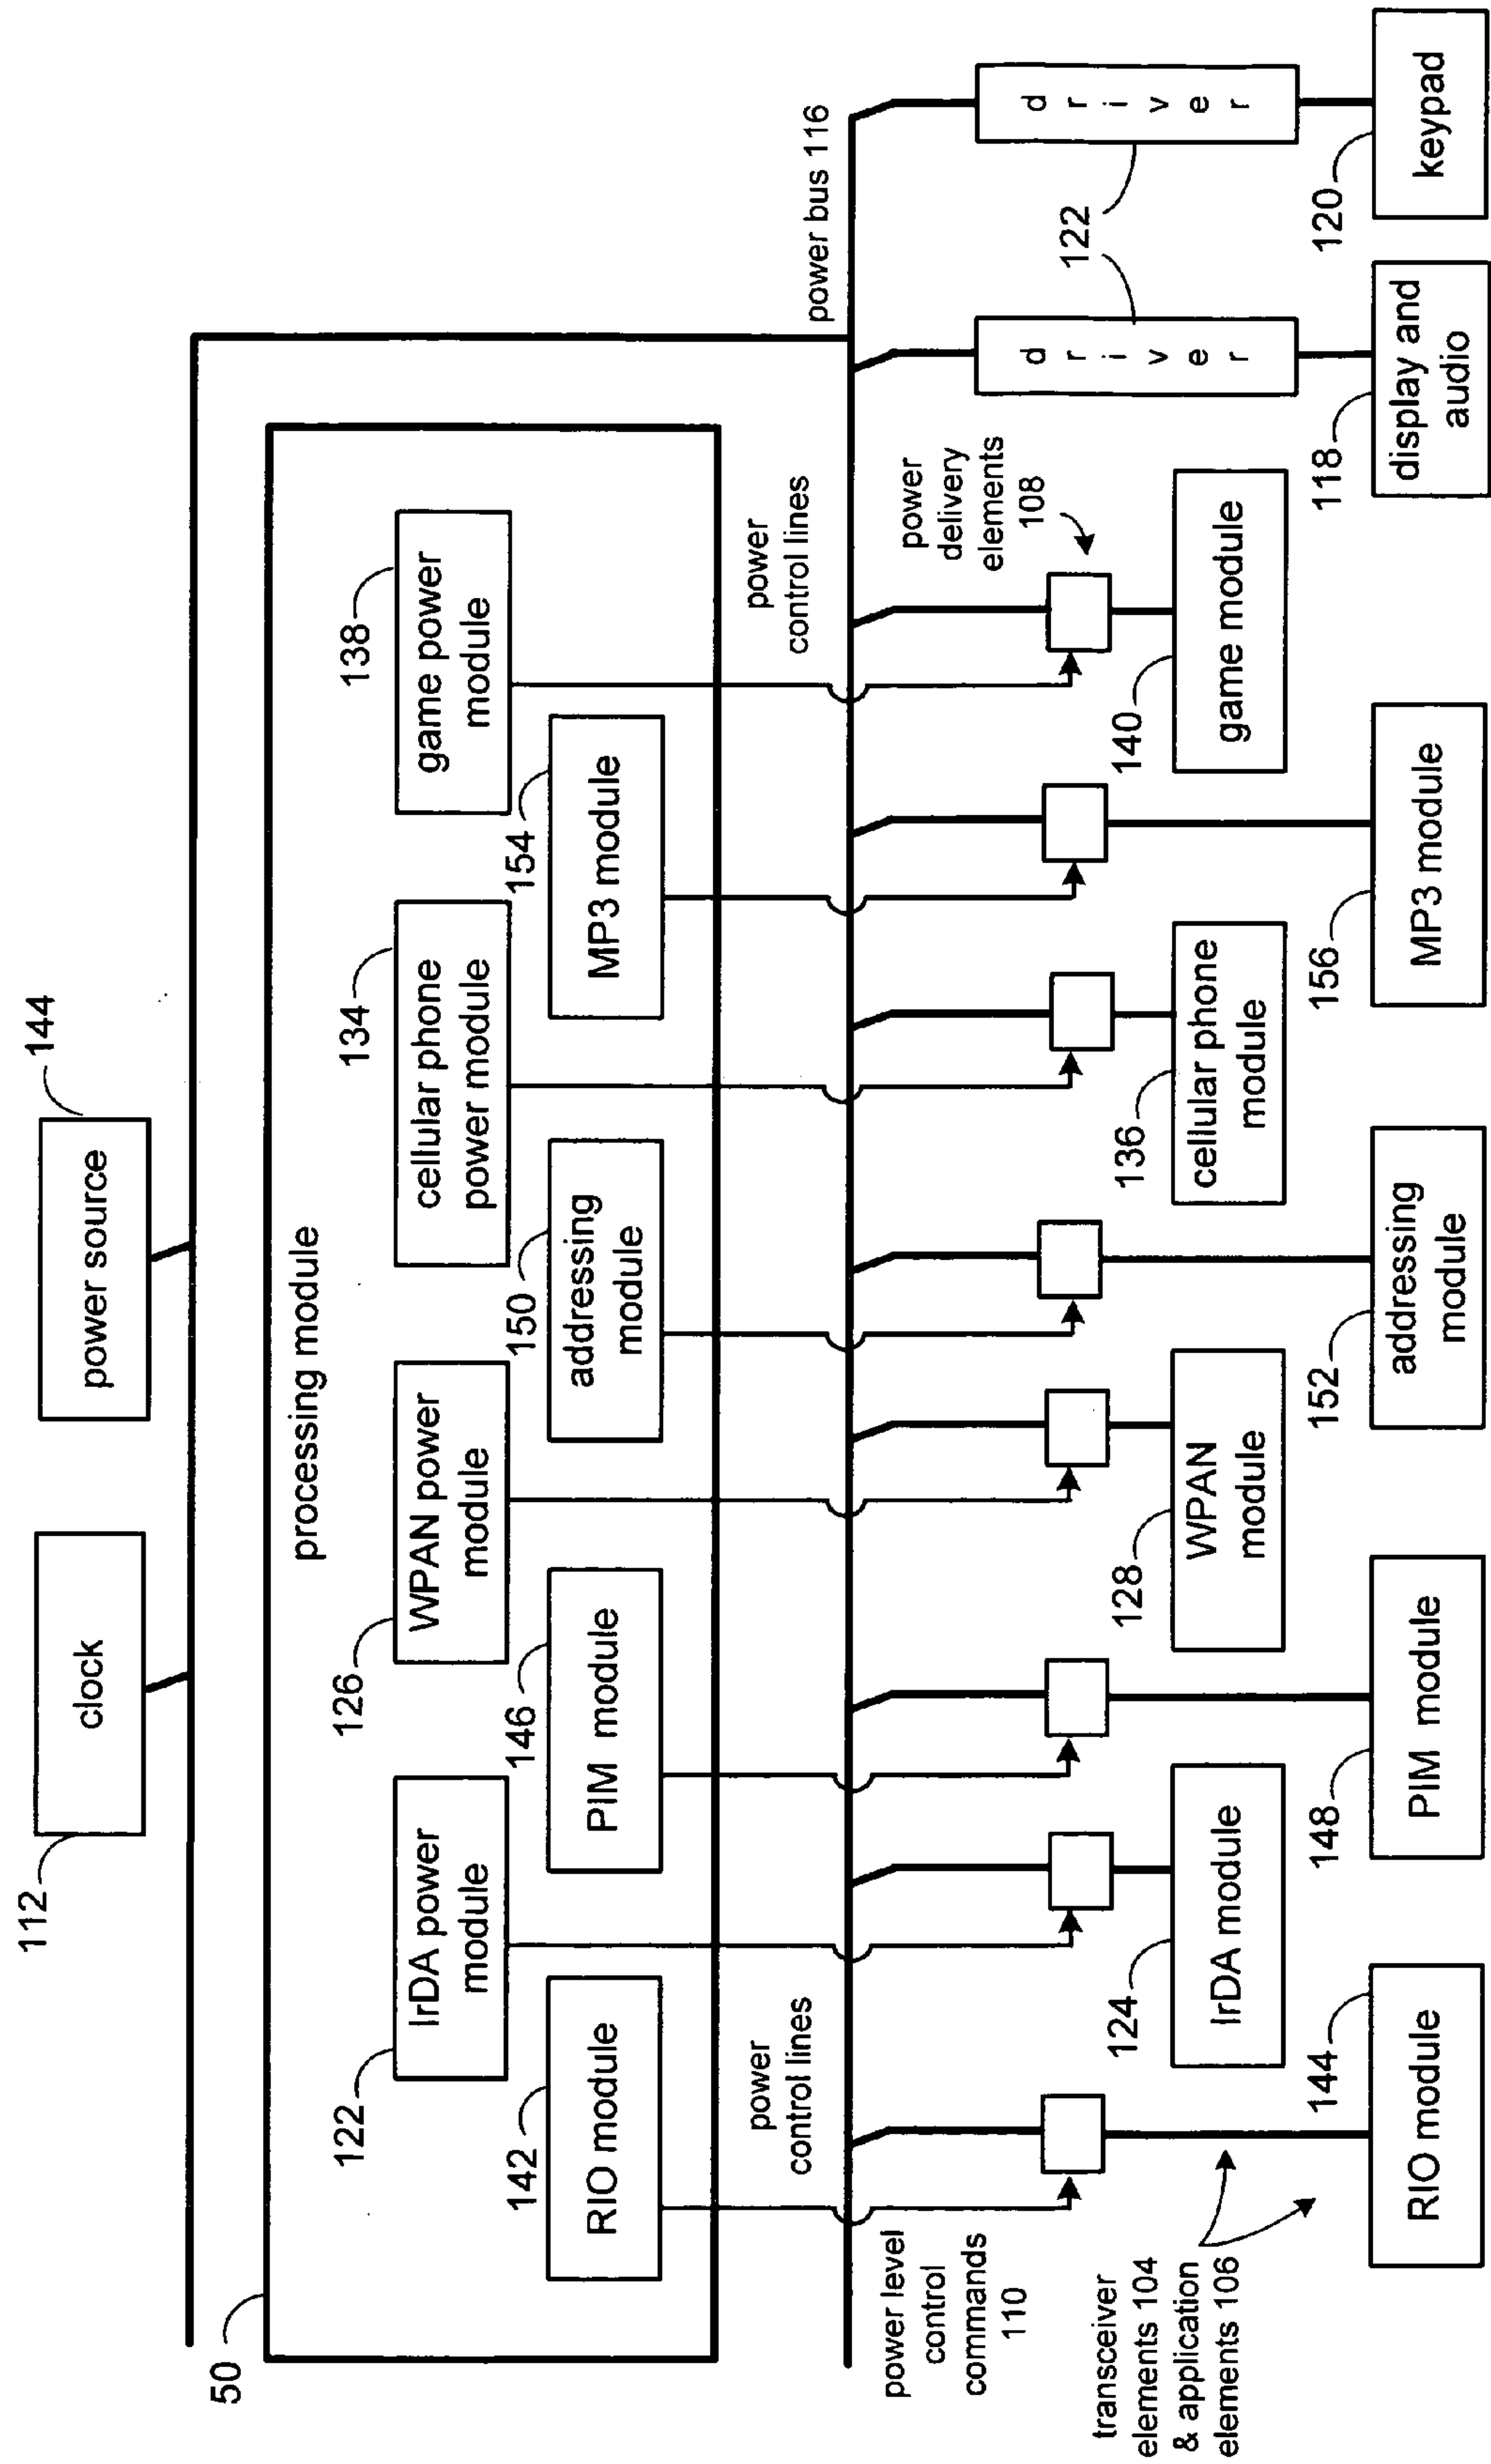 112
clock
power source
144
50
processing module
122
IrDA power
module
126
WPAN power
module
134
cellular phone
power module
138
game power
module
142
RIO module
146
PIM  module
150
addressing
module
154
MP3 module
power
control lines
power
control lines
power bus 116
power level
control
commands
110
power
delivery
elements
108
driver
driver
122
transceiver
elements 104
& application
elements 106
124
IrDA module
128
WPAN
module
136
cellular phone
module
140
game module
144
RIO module
148
PIM  module
152
addressing
module
156
MP3 module
118
display and
audio
120
keypad